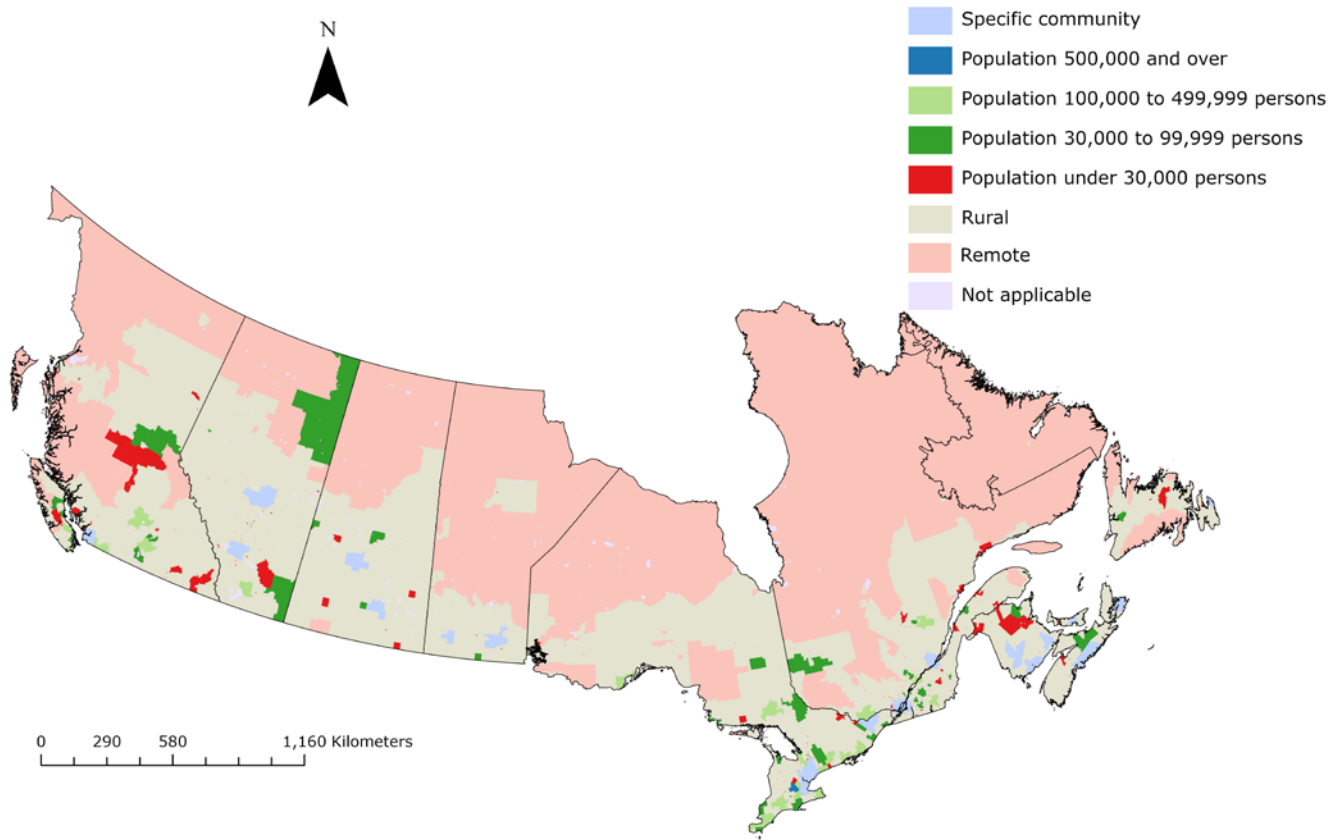 Specific community
Population 500,000 and over
N
Population 100,000 to 499,999 persons
Population 30,000 to 99,999 persons
Population under 30,000 persons
Rural
Remote
Not applicable
0 290 580 1,160 Kilometers